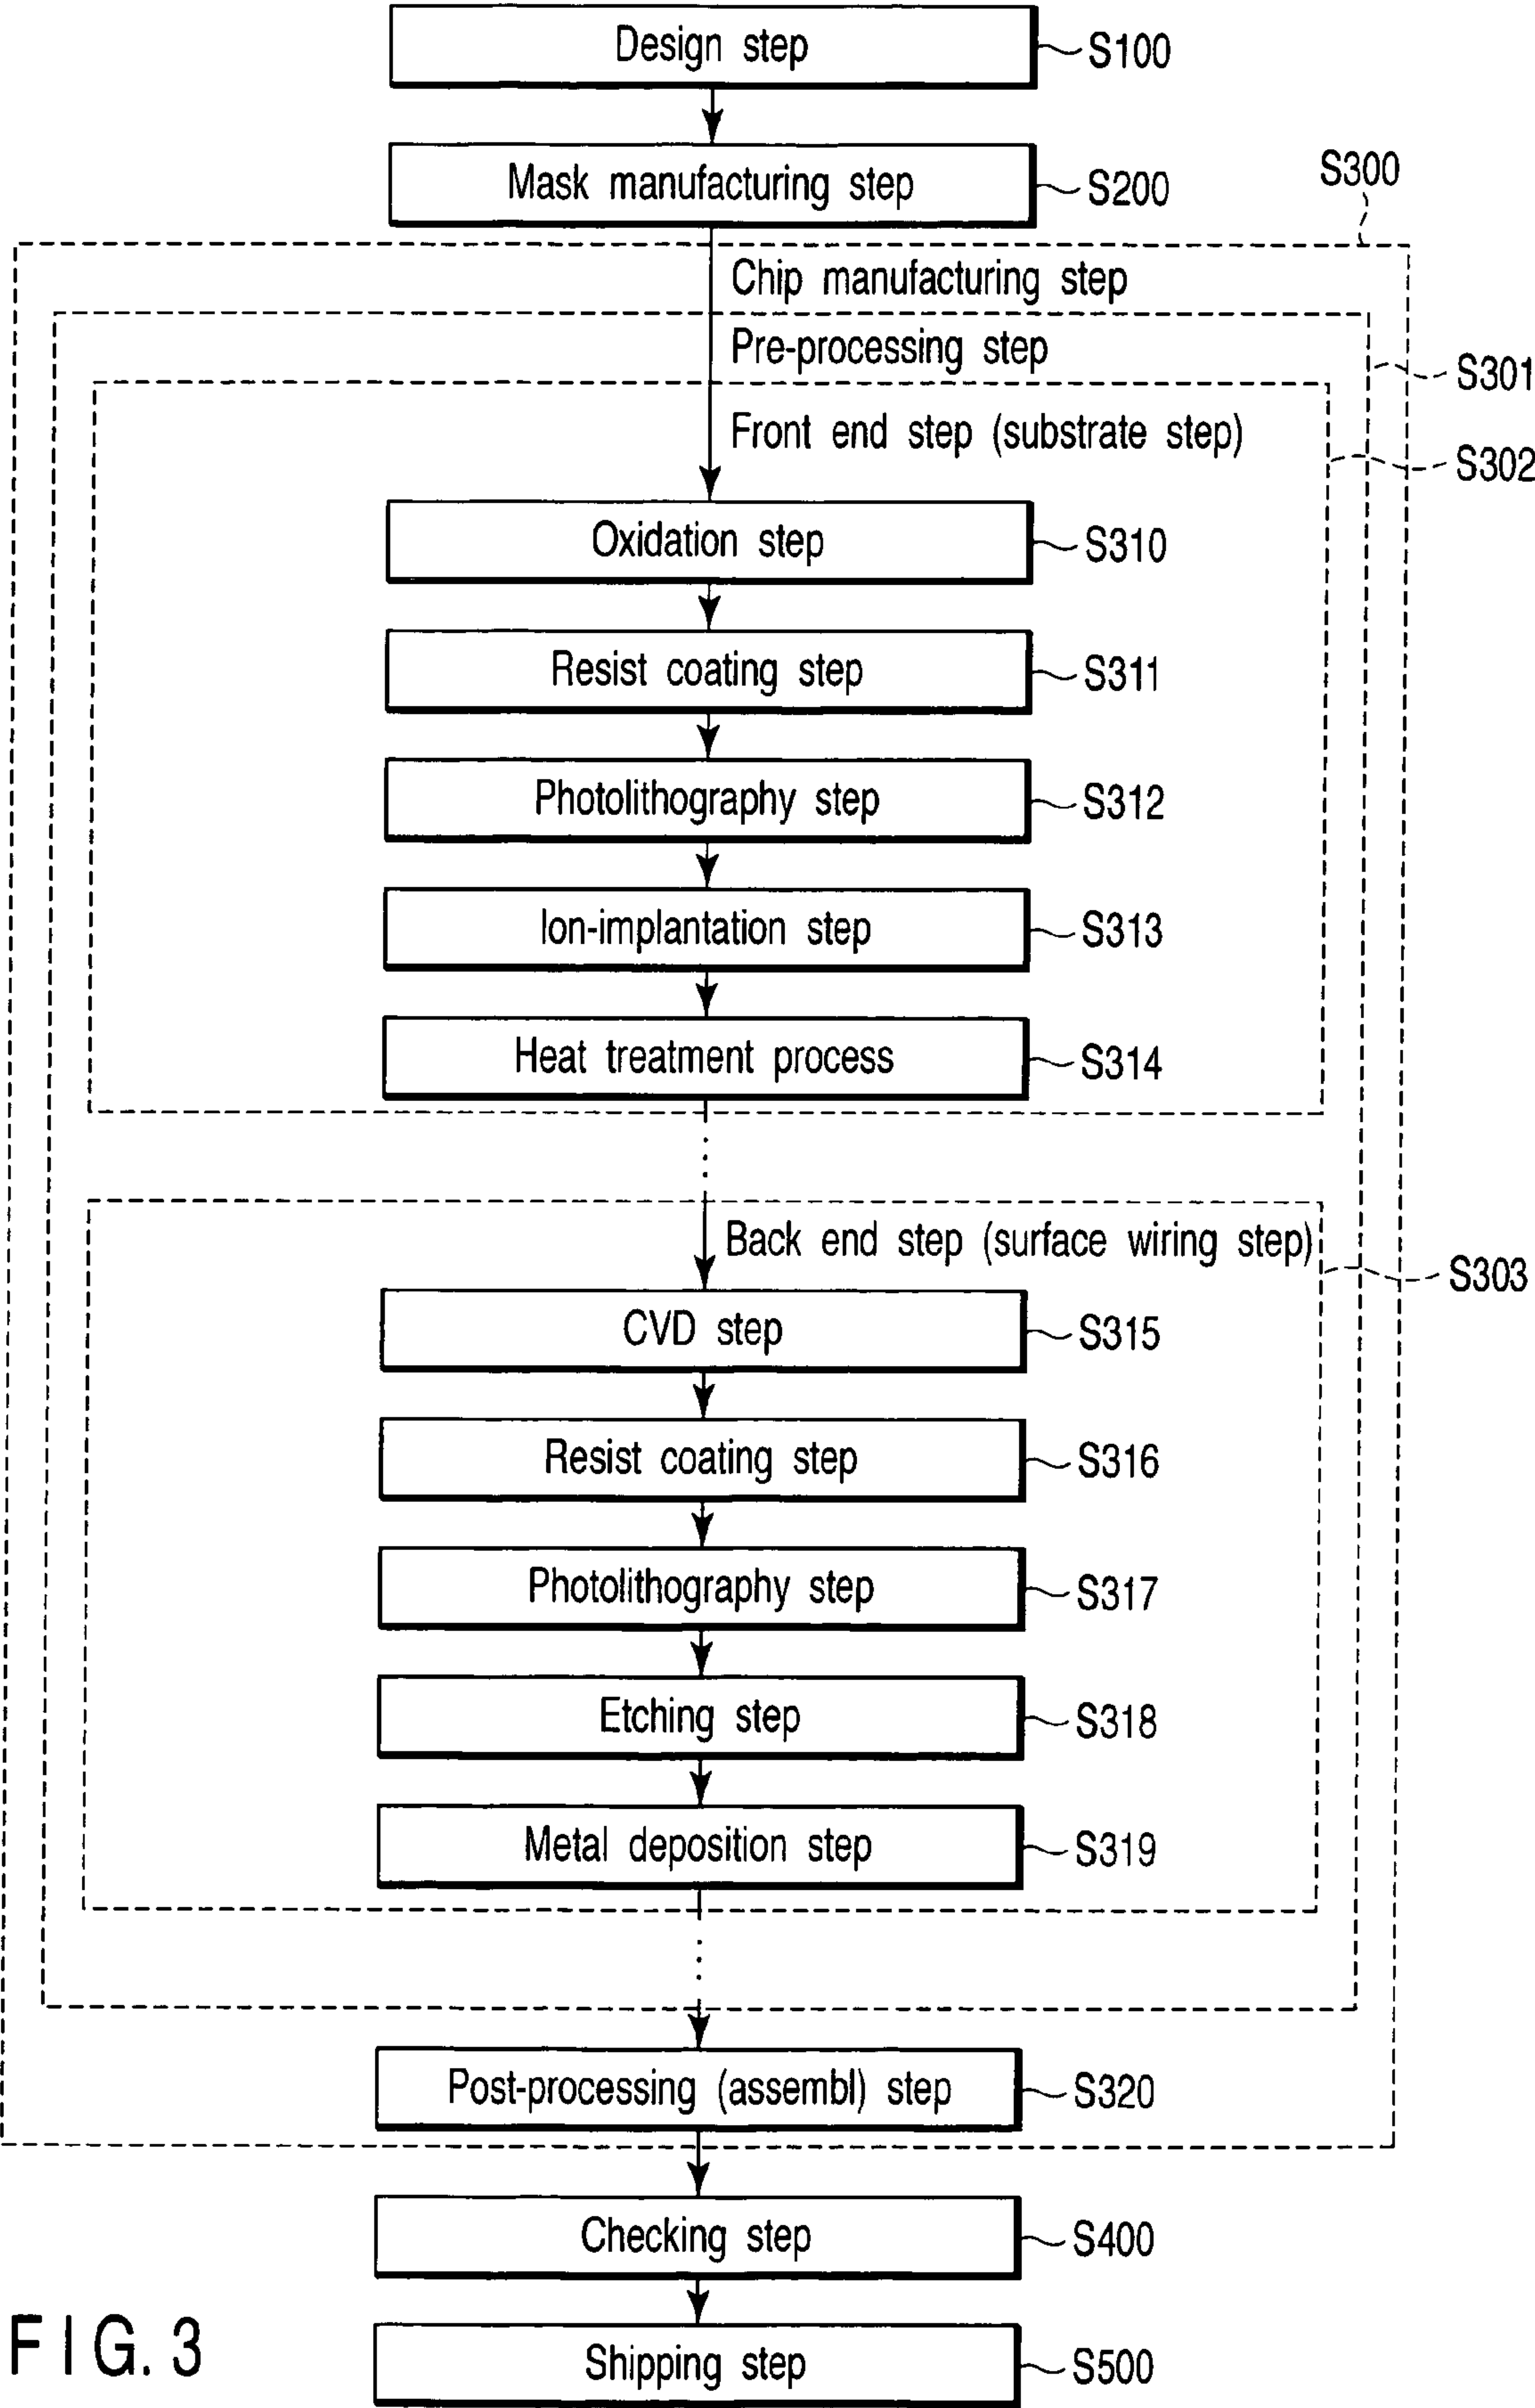 Design step
S100
Mask manufacturing step
S200
S300
Chip manufacturing step
Pre-processing step
S301
Front end step (substrate step)
S302
Oxidation step
S310
Resist coating step
S311
Photolithography step
S312
Ion-implantation step
S313
Heat treatment process
S314
Back end step (surface wiring step)
S303
CVD step
S315
Resist coating step
S316
Photolithography step
S317
Etching step
S318
Metal deposition step
S319
Post-processing (assembl) step
S320
Checking step
S400
Shipping step
S500
FIG. 3